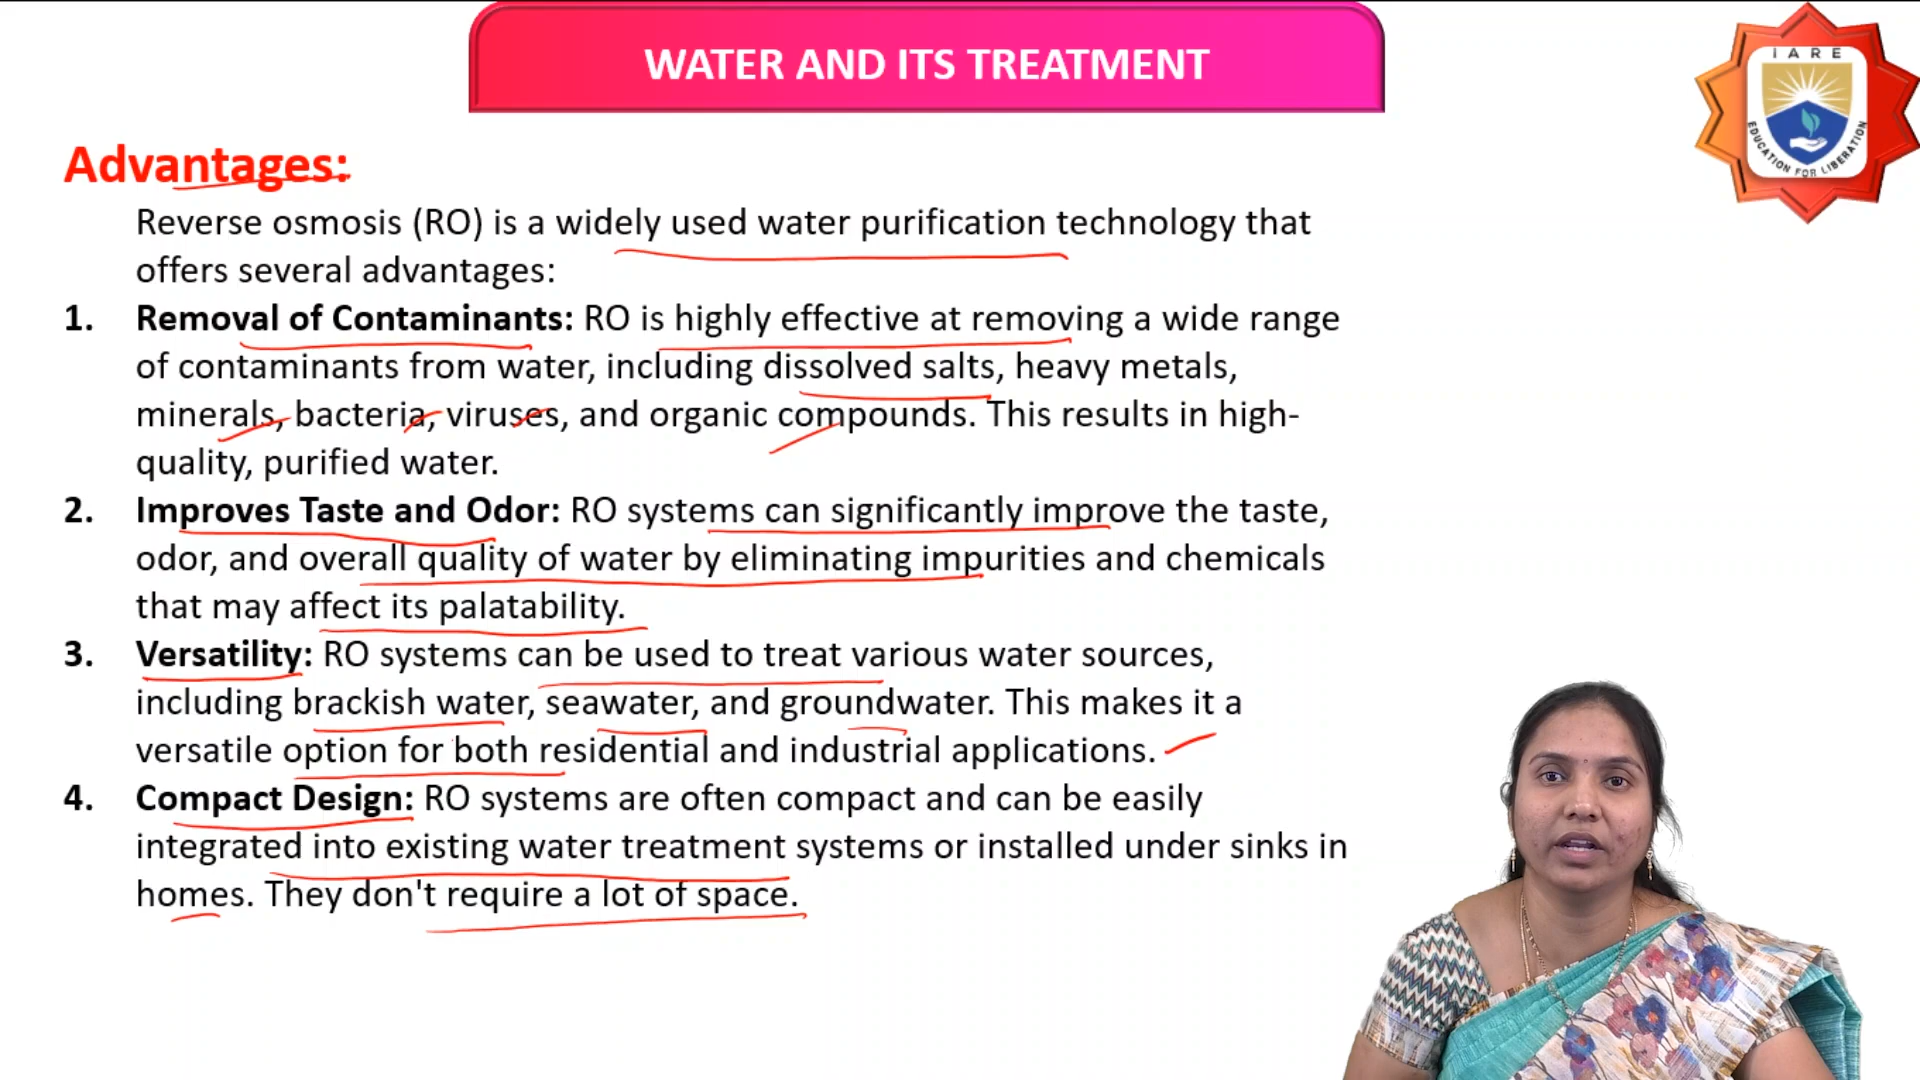 WATER AND ITS TREATMENT
IARE
EDUCATION FOR LIBERATION
Advantages:
Reverse osmosis (RO) is a widely used water purification technology that
offers several advantages:
1. Removal of Contaminants: RO is highly effective at removing a wide range
of contaminants from water, including dissolved salts, heavy metals,
minerals, bacteria, viruses, and organic compounds. This results in high-
quality, purified water.
2. Improves Taste and Odor: RO systems can significantly improve the taste,
odor, and overall quality of water by eliminating impurities and chemicals
that may affect its palatability.
3. Versatility: RO systems can be used to treat various water sources,
including brackish water, seawater, and groundwater. This makes it a
versatile option for both residential and industrial applications.
4. Compact Design: RO systems are often compact and can be easily
integrated into existing water treatment systems or installed under sinks in
homes. They don't require a lot of space.